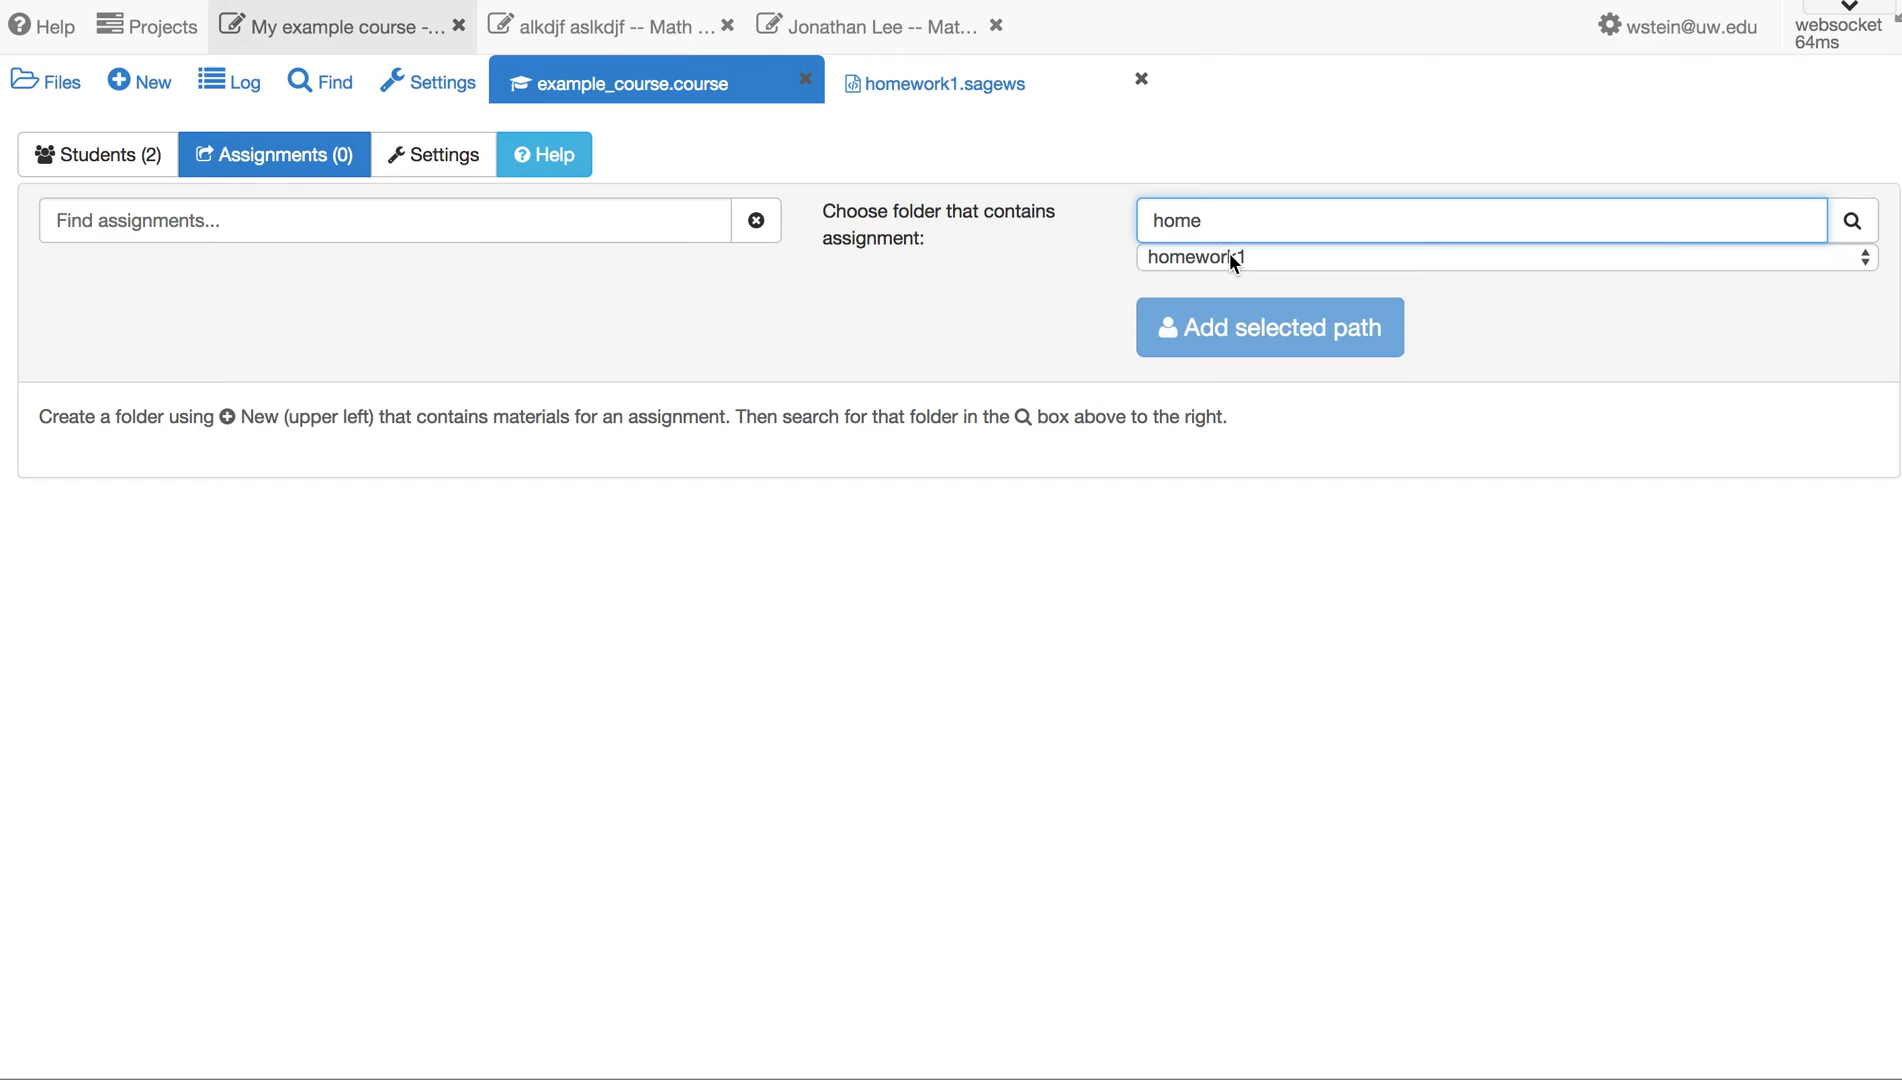 Help Projects My example course -... alkdjf aslkdjf -- Math ... Jonathan Lee -- Mat... wstein@uw.edu websocket
64ms
Files New Log Find Settings example_course.course homework1.sagews
Students (2) Assignments (0) Settings Help
Find assignments... Choose folder that contains home
assignment:
homework1
Add selected path
Create a folder using New (upper left) that contains materials for an assignment. Then search for that folder in the box above to the right.